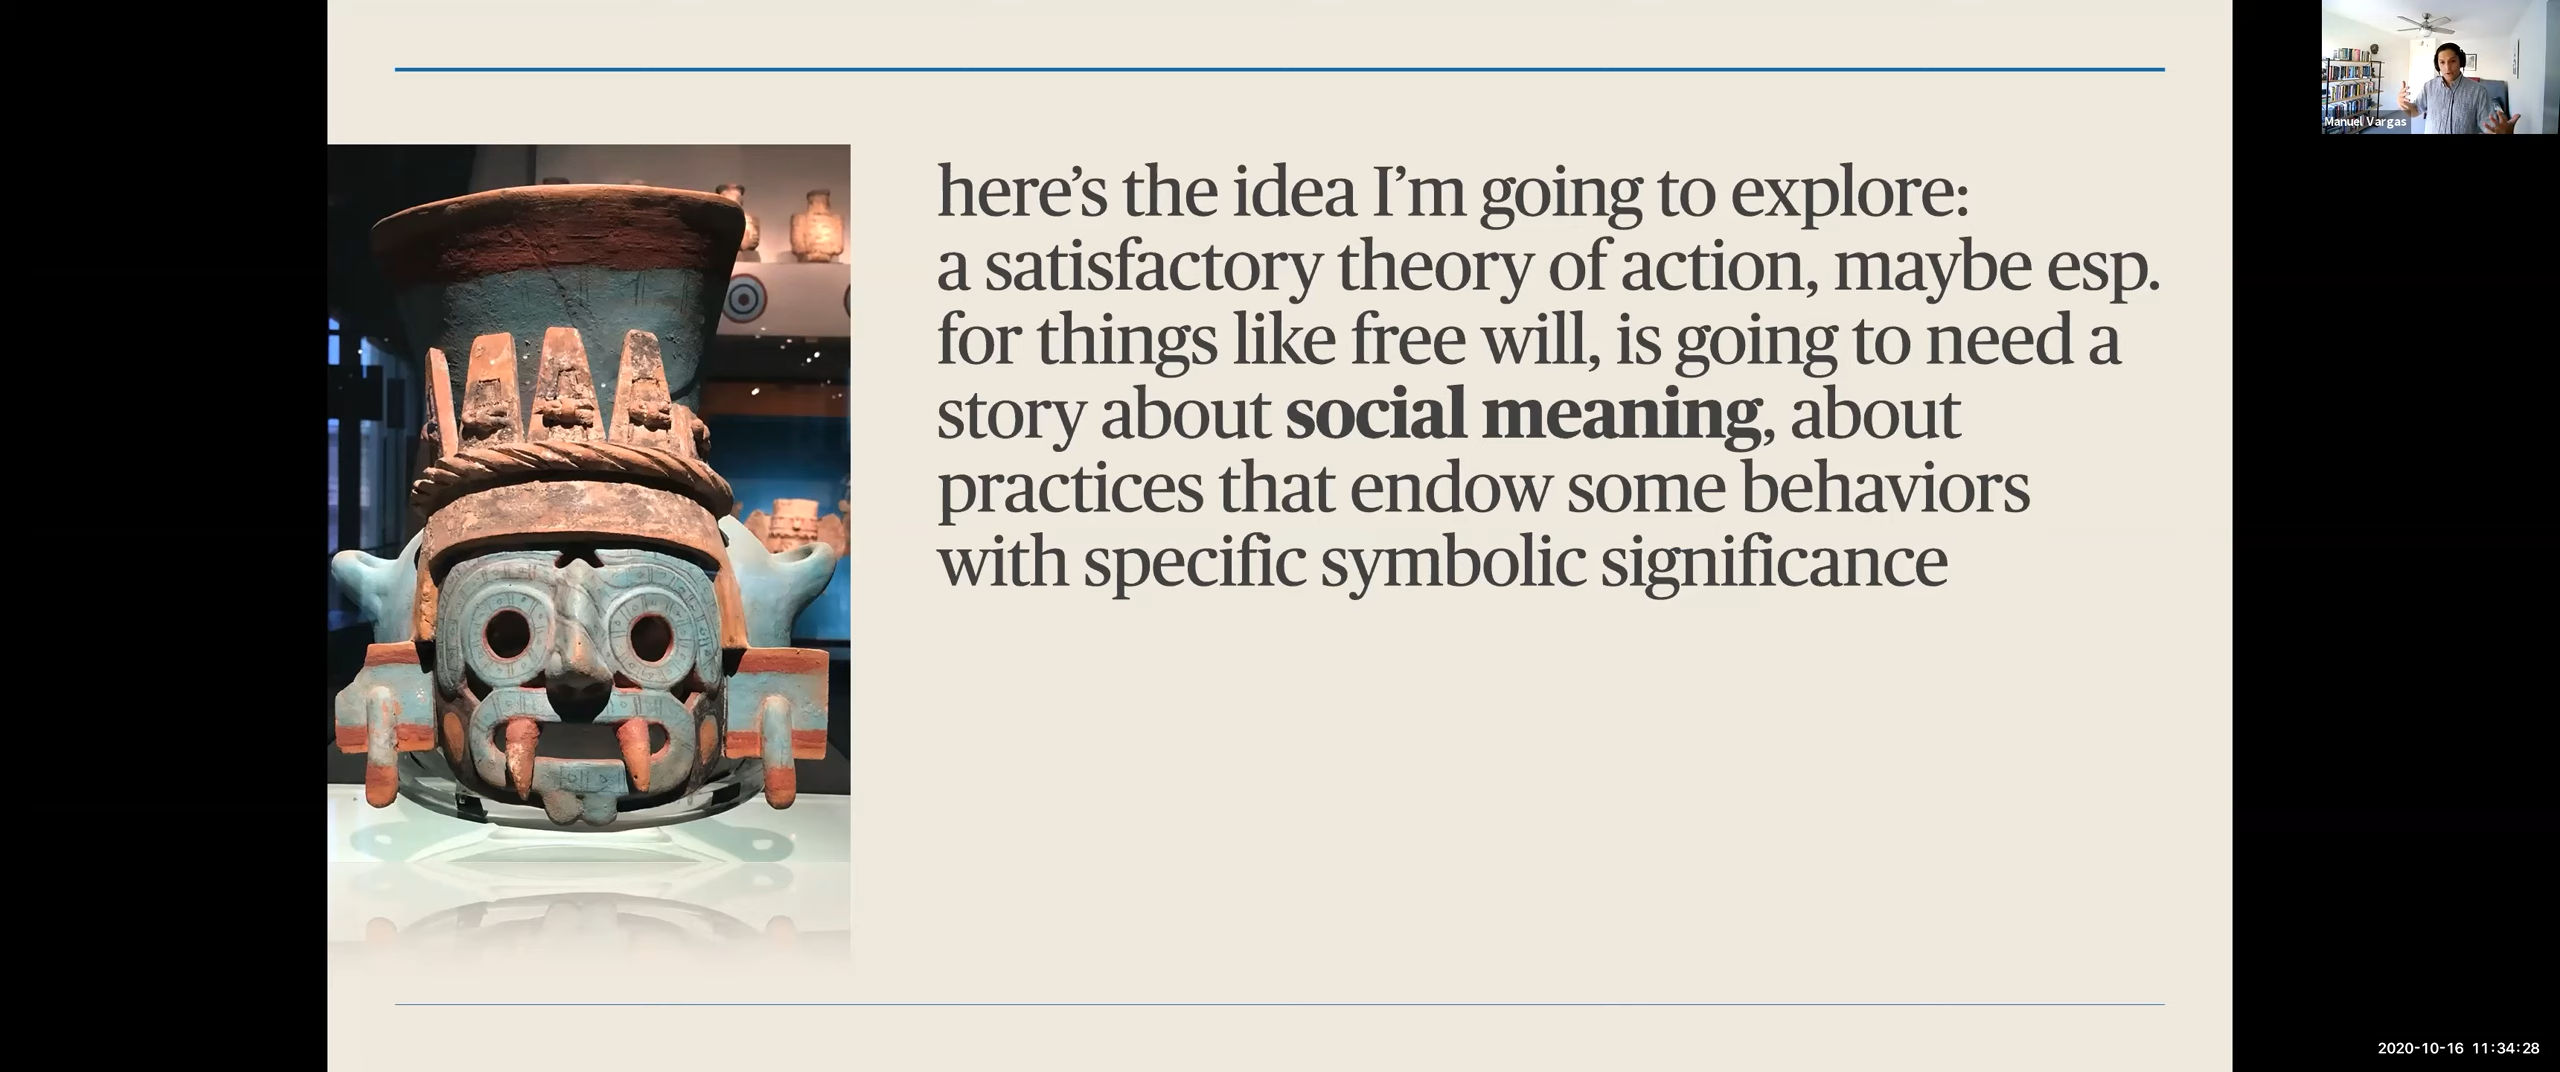 Manuel Vargas
here’s the idea I’m going to explore:
a satisfactory theory of action, maybe esp.
for things like free will, is going to need a
story about social meaning, about
practices that endow some behaviors
with specific symbolic significance
2020-10-16 11:34:28